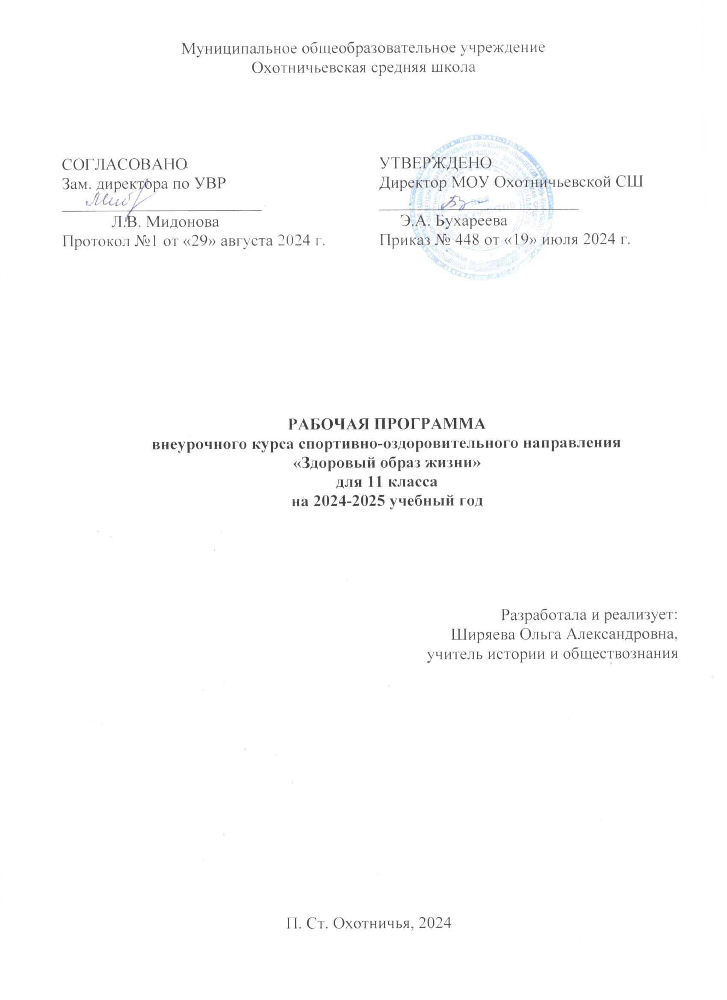 Муниципальное общеобразовательное учреждение
Охотничьевская средняя школа
СОГЛАСОВАНО
Зам. директора по УВР
Л.В. Мидонова
Протокол №1 от «29» августа 2024 г.
УТВЕРЖДЕНО
Директор МОУ Охотничьевской СШ
Э.А. Бухареева
Приказ № 448 от «19» июля 2024 г.
для
документов
РАБОЧАЯ ПРОГРАММА
внеурочного курса спортивно-оздоровительного направления
«Здоровый образ жизни»
для 11 класса
на 2024-2025 учебный год
Разработала и реализует:
Ширяева Ольга Александровна,
учитель истории и обществознания
П. Ст. Охотничья, 2024